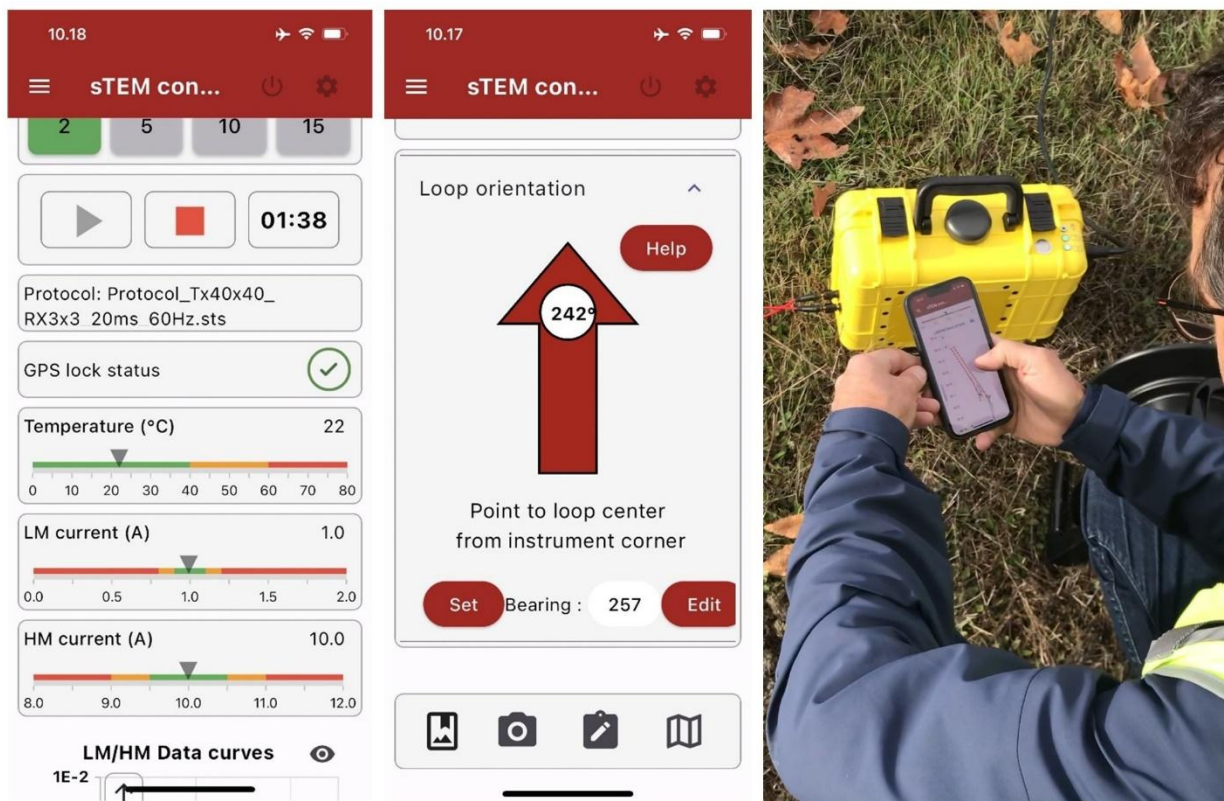 10.18
sTEM con...
2 5 10 15
01:38
Protocol: Protocol_Tx40x40_
RX3x3_20ms_60Hz.sts
GPS lock status
Temperature (°C) 22
0 10 20 30 40 50 60 70 80
LM current (A) 1.0
0.0 0.5 1.0 1.5 2.0
HM current (A) 10.0
8.0 9.0 10.0 11.0 12.0
LM/HM Data curves
1E-2
10.17
sTEM con...
Loop orientation
Help
242°
Point to loop center
from instrument corner
Set Bearing : 257 Edit